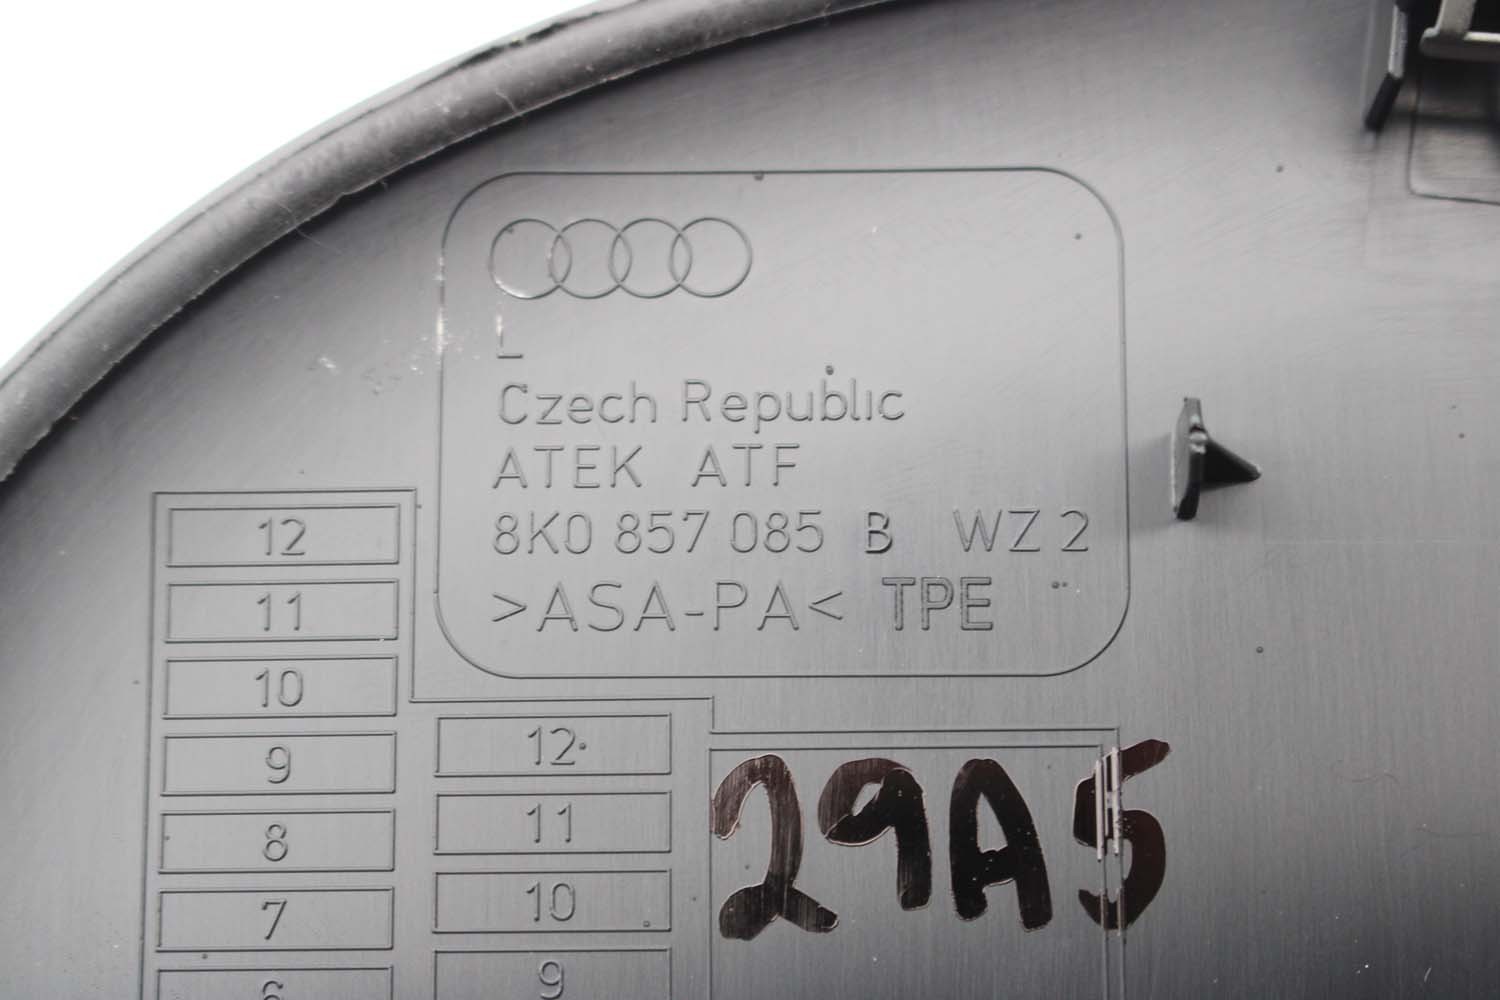 L
Czech Republic
ATEK ATF
8K0 857 085 B WZ 2
>ASA-PA< TPE
12
11
10
9
8
7
6
12
11
10
9
29A5